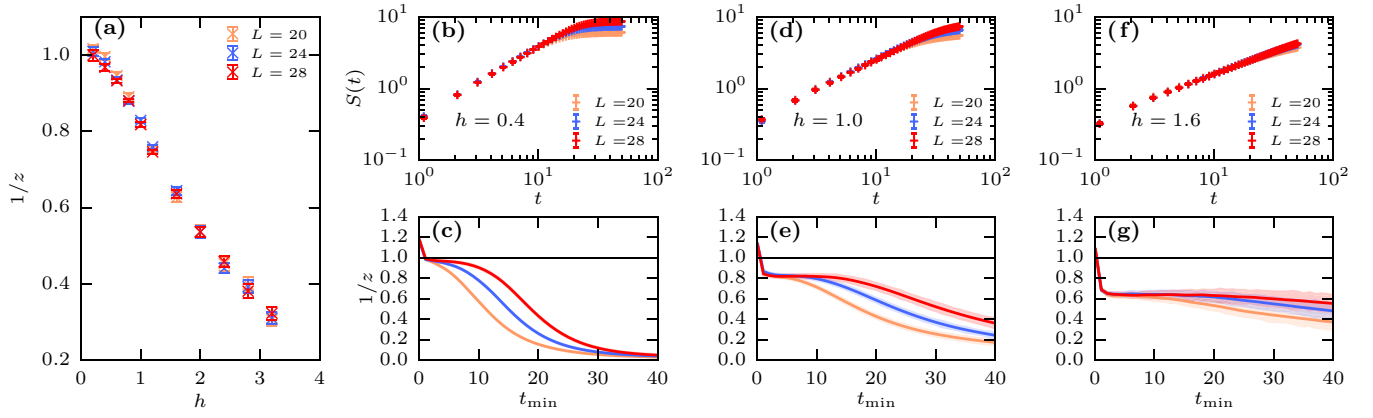 (a)
L = 20
L = 24
L = 28
1.0
0.8
0.6
0.4
0.2
1/z
0 1 2 3 4
h
(b)
10^2
10^1
10^0
10^{-1}
S(t)
h = 0.4
L =20
L =24
L =28
10^0 10^1 10^2
t
(d)
10^2
10^1
10^0
10^{-1}
h = 1.0
L =20
L =24
L =28
10^0 10^1 10^2
t
(f)
10^2
10^1
10^0
10^{-1}
h = 1.6
L =20
L =24
L =28
10^0 10^1 10^2
t
(c)
1.4
1.2
1.0
0.8
0.6
0.4
0.2
0.0
1/z
0 10 20 30 40
t_min
(e)
1.4
1.2
1.0
0.8
0.6
0.4
0.2
0.0
0 10 20 30 40
t_min
(g)
1.4
1.2
1.0
0.8
0.6
0.4
0.2
0.0
0 10 20 30 40
t_min